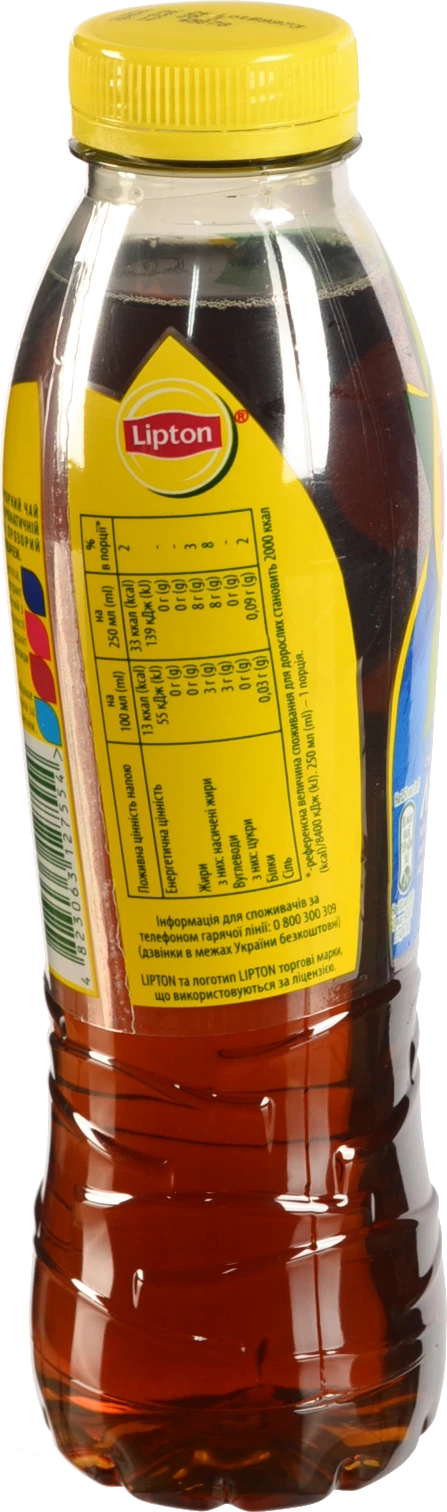 Lipton
®
ЧАЙ
ПРОЗОРИЙ
4 823063 112755 4 >
на 100 мл (ml) на 250 мл (ml) % в порції*
Поживна цінність напою 13 ккал (kcal) 33 ккал (kcal) 2
Енергетична цінність 55 кДж (kJ) 139 кДж (kJ)
Жири 0 г (g) 0 г (g) -
з них: насичені жири 0 г (g) 0 г (g) -
Вуглеводи 3 г (g) 8 г (g) 3
з них: цукри 3 г (g) 8 г (g) 8
Білки 0 г (g) 0 г (g) -
Сіль 0,03 г (g) 0,09 г (g) 2
*-референсна величина споживання для дорослих становить 2000 ккал
(kcal)/8400 кДж (kJ). 250 мл (ml) – 1 порція.
Інформація для споживачів за
телефоном гарячої лінії: 0 800 300 309
(дзвінки в межах України безкоштовні)
LIPTON та логотип LIPTON торгові марки,
що використовуються за ліцензією.